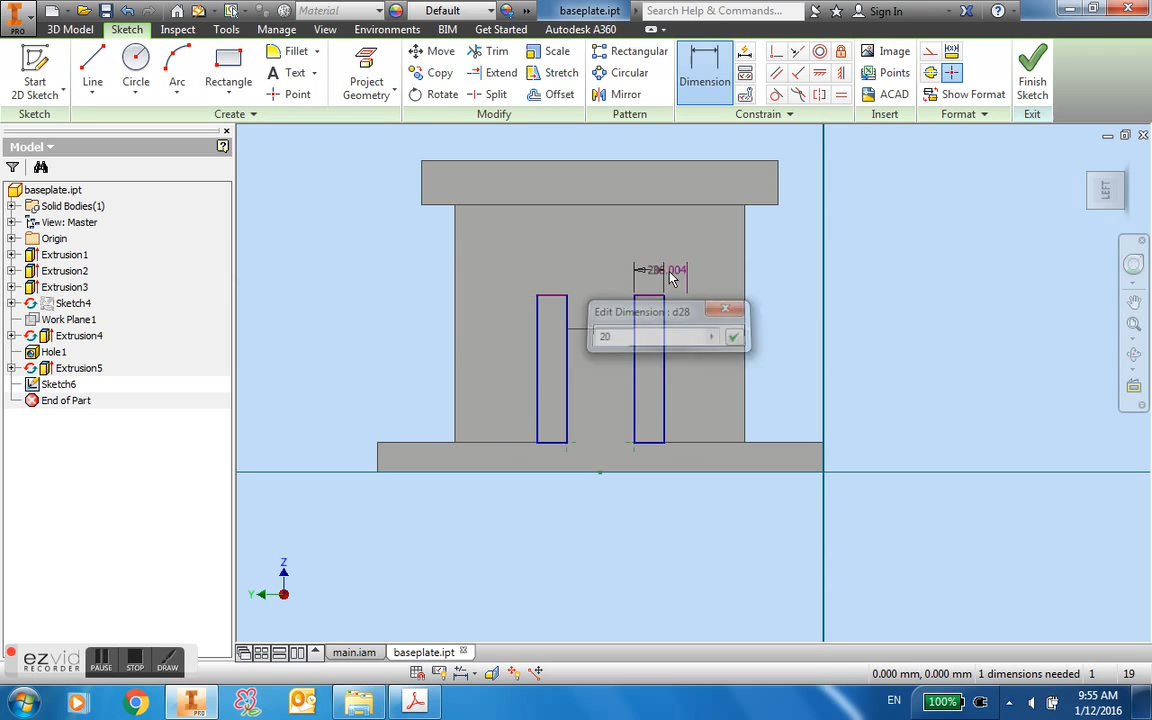 Material
Default
baseplate.ipt
Search Help & Commands...
Sign In
PRO
3D Model
Sketch
Inspect
Tools
Manage
View
Environments
BIM
Get Started
Autodesk A360
Start
2D Sketch
Line
Circle
Arc
Rectangle
Fillet
Text
Point
Project
Geometry
Move
Copy
Rotate
Trim
Extend
Split
Scale
Stretch
Offset
Rectangular
Circular
Mirror
Dimension
Image
Points
ACAD
Show Format
Finish
Sketch
Sketch
Create
Modify
Pattern
Constrain
Insert
Format
Exit
Model
baseplate.ipt
Solid Bodies(1)
View: Master
Origin
Extrusion1
Extrusion2
Extrusion3
Sketch4
Work Plane1
Extrusion4
Hole1
Extrusion5
Sketch6
End of Part
LEFT
Edit Dimension : d28
20
Z
Y
main.iam
baseplate.ipt
ezvid
RECORDER
PAUSE
STOP
DRAW
0.000 mm, 0.000 mm
1 dimensions needed
1
19
PRO
EN
100%
9:55 AM
1/12/2016